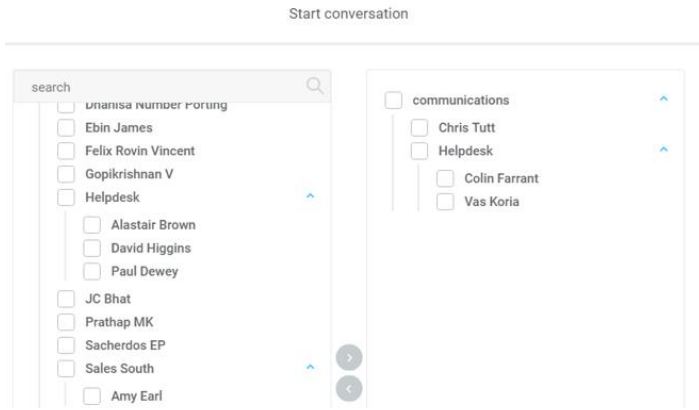 Start conversation
search
Dhanisa Number Porting
Ebin James
Felix Rovin Vincent
Gopikrishnan V
Helpdesk
Alastair Brown
David Higgins
Paul Dewey
JC Bhat
Prathap MK
Sacherdos EP
Sales South
Amy Earl
communications
Chris Tutt
Helpdesk
Colin Farrant
Vas Koria